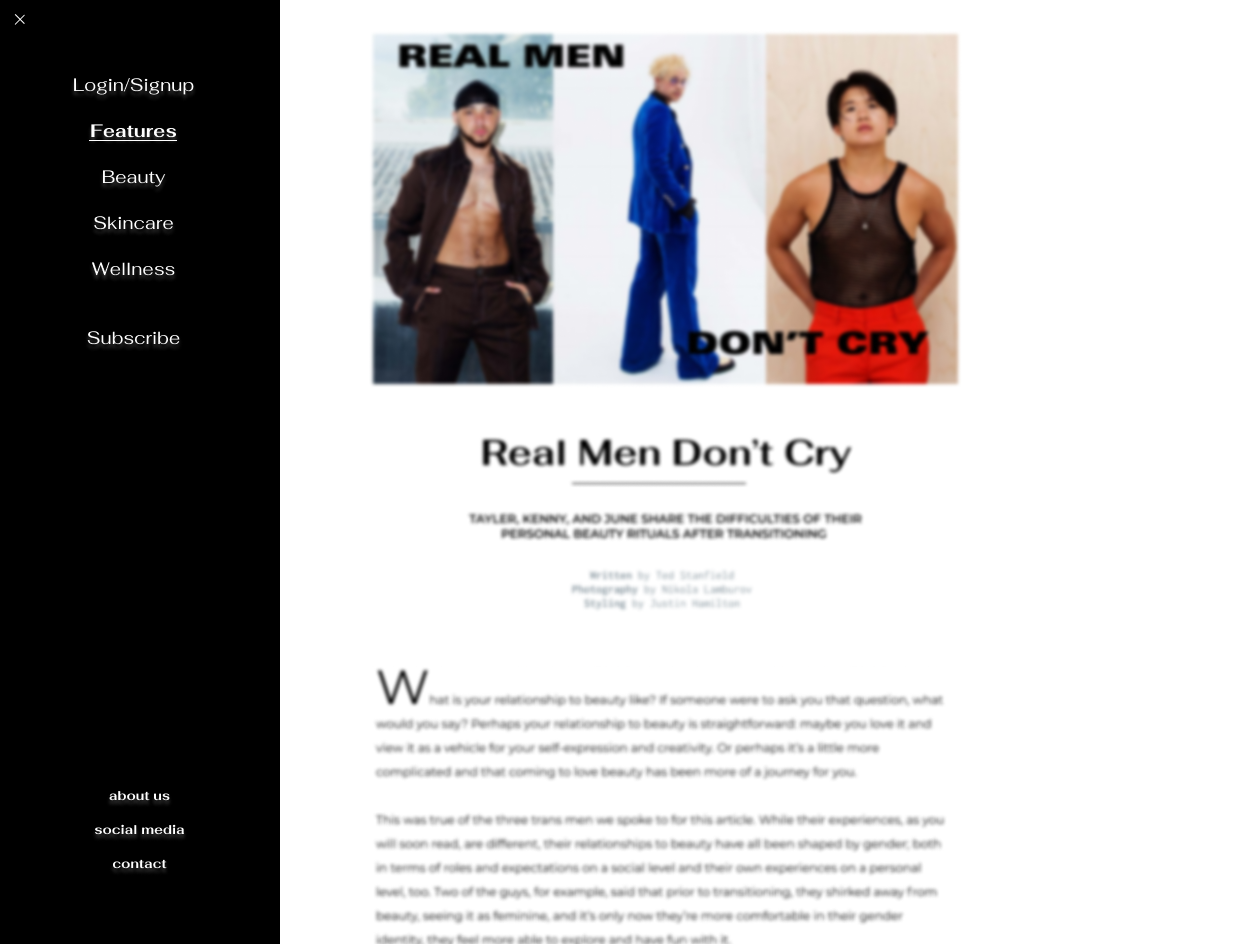 Login/Signup
Features
Beauty
Skincare
Wellness
Subscribe
about us
social media
contact
REAL MEN
DON'T CRY
Real Men Don't Cry
TAYLER, KENNY, AND JUNE SHARE THE DIFFICULTIES OF THEIR
PERSONAL BEAUTY RITUALS AFTER TRANSITIONING
Written by Ted Stanfield
Photography by Nikola Lamburov
Styling by Justin Hamilton
What is your relationship to beauty like? If someone were to ask you that question, what
would you say? Perhaps your relationship to beauty is straightforward: maybe you love it and
view it as a vehicle for your self-expression and creativity. Or perhaps it's a little more
complicated and that coming to love beauty has been more of a journey for you.
This was true of the three trans men we spoke to for this article. While their experiences, as you
will soon read, are different, their relationships to beauty have all been shaped by gender, both
in terms of roles and expectations on a social level and their own experiences on a personal
level, too. Two of the guys, for example, said that prior to transitioning, they shirked away from
beauty, seeing it as feminine, and it's only now they're more comfortable in their gender
identity, they feel more able to explore and have fun with it.